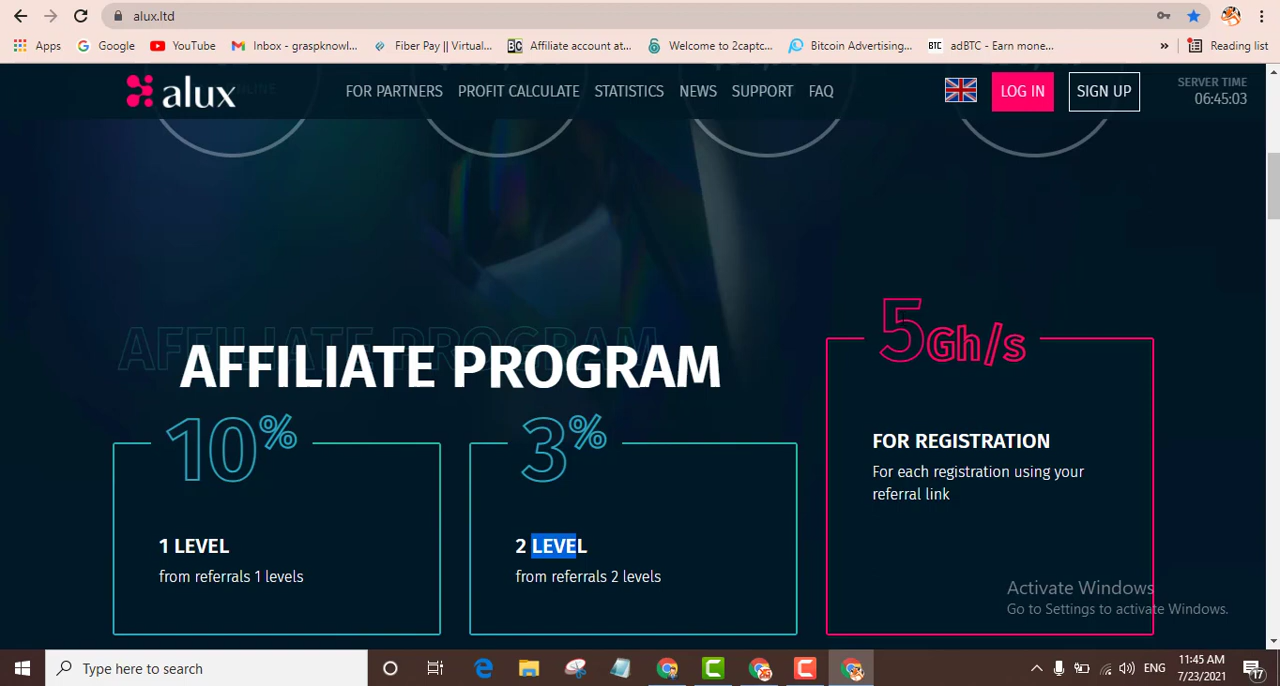 alux.ltd
Apps
Google
YouTube
Inbox - graspknowl...
Fiber Pay || Virtual...
Affiliate account at...
Welcome to 2captc...
Bitcoin Advertising...
BTC
adBTC - Earn mone...
»
Reading list
alux
FOR PARTNERS
PROFIT CALCULATE
STATISTICS
NEWS
SUPPORT
FAQ
LOG IN
SIGN UP
SERVER TIME
06:45:03
AFFILIATE PROGRAM
AFFILIATE PROGRAM
5Gh/s
10%
3%
FOR REGISTRATION
For each registration using your
referral link
1 LEVEL
from referrals 1 levels
2 LEVEL
from referrals 2 levels
Activate Windows
Go to Settings to activate Windows.
Type here to search
ENG
11:45 AM
7/23/2021
17